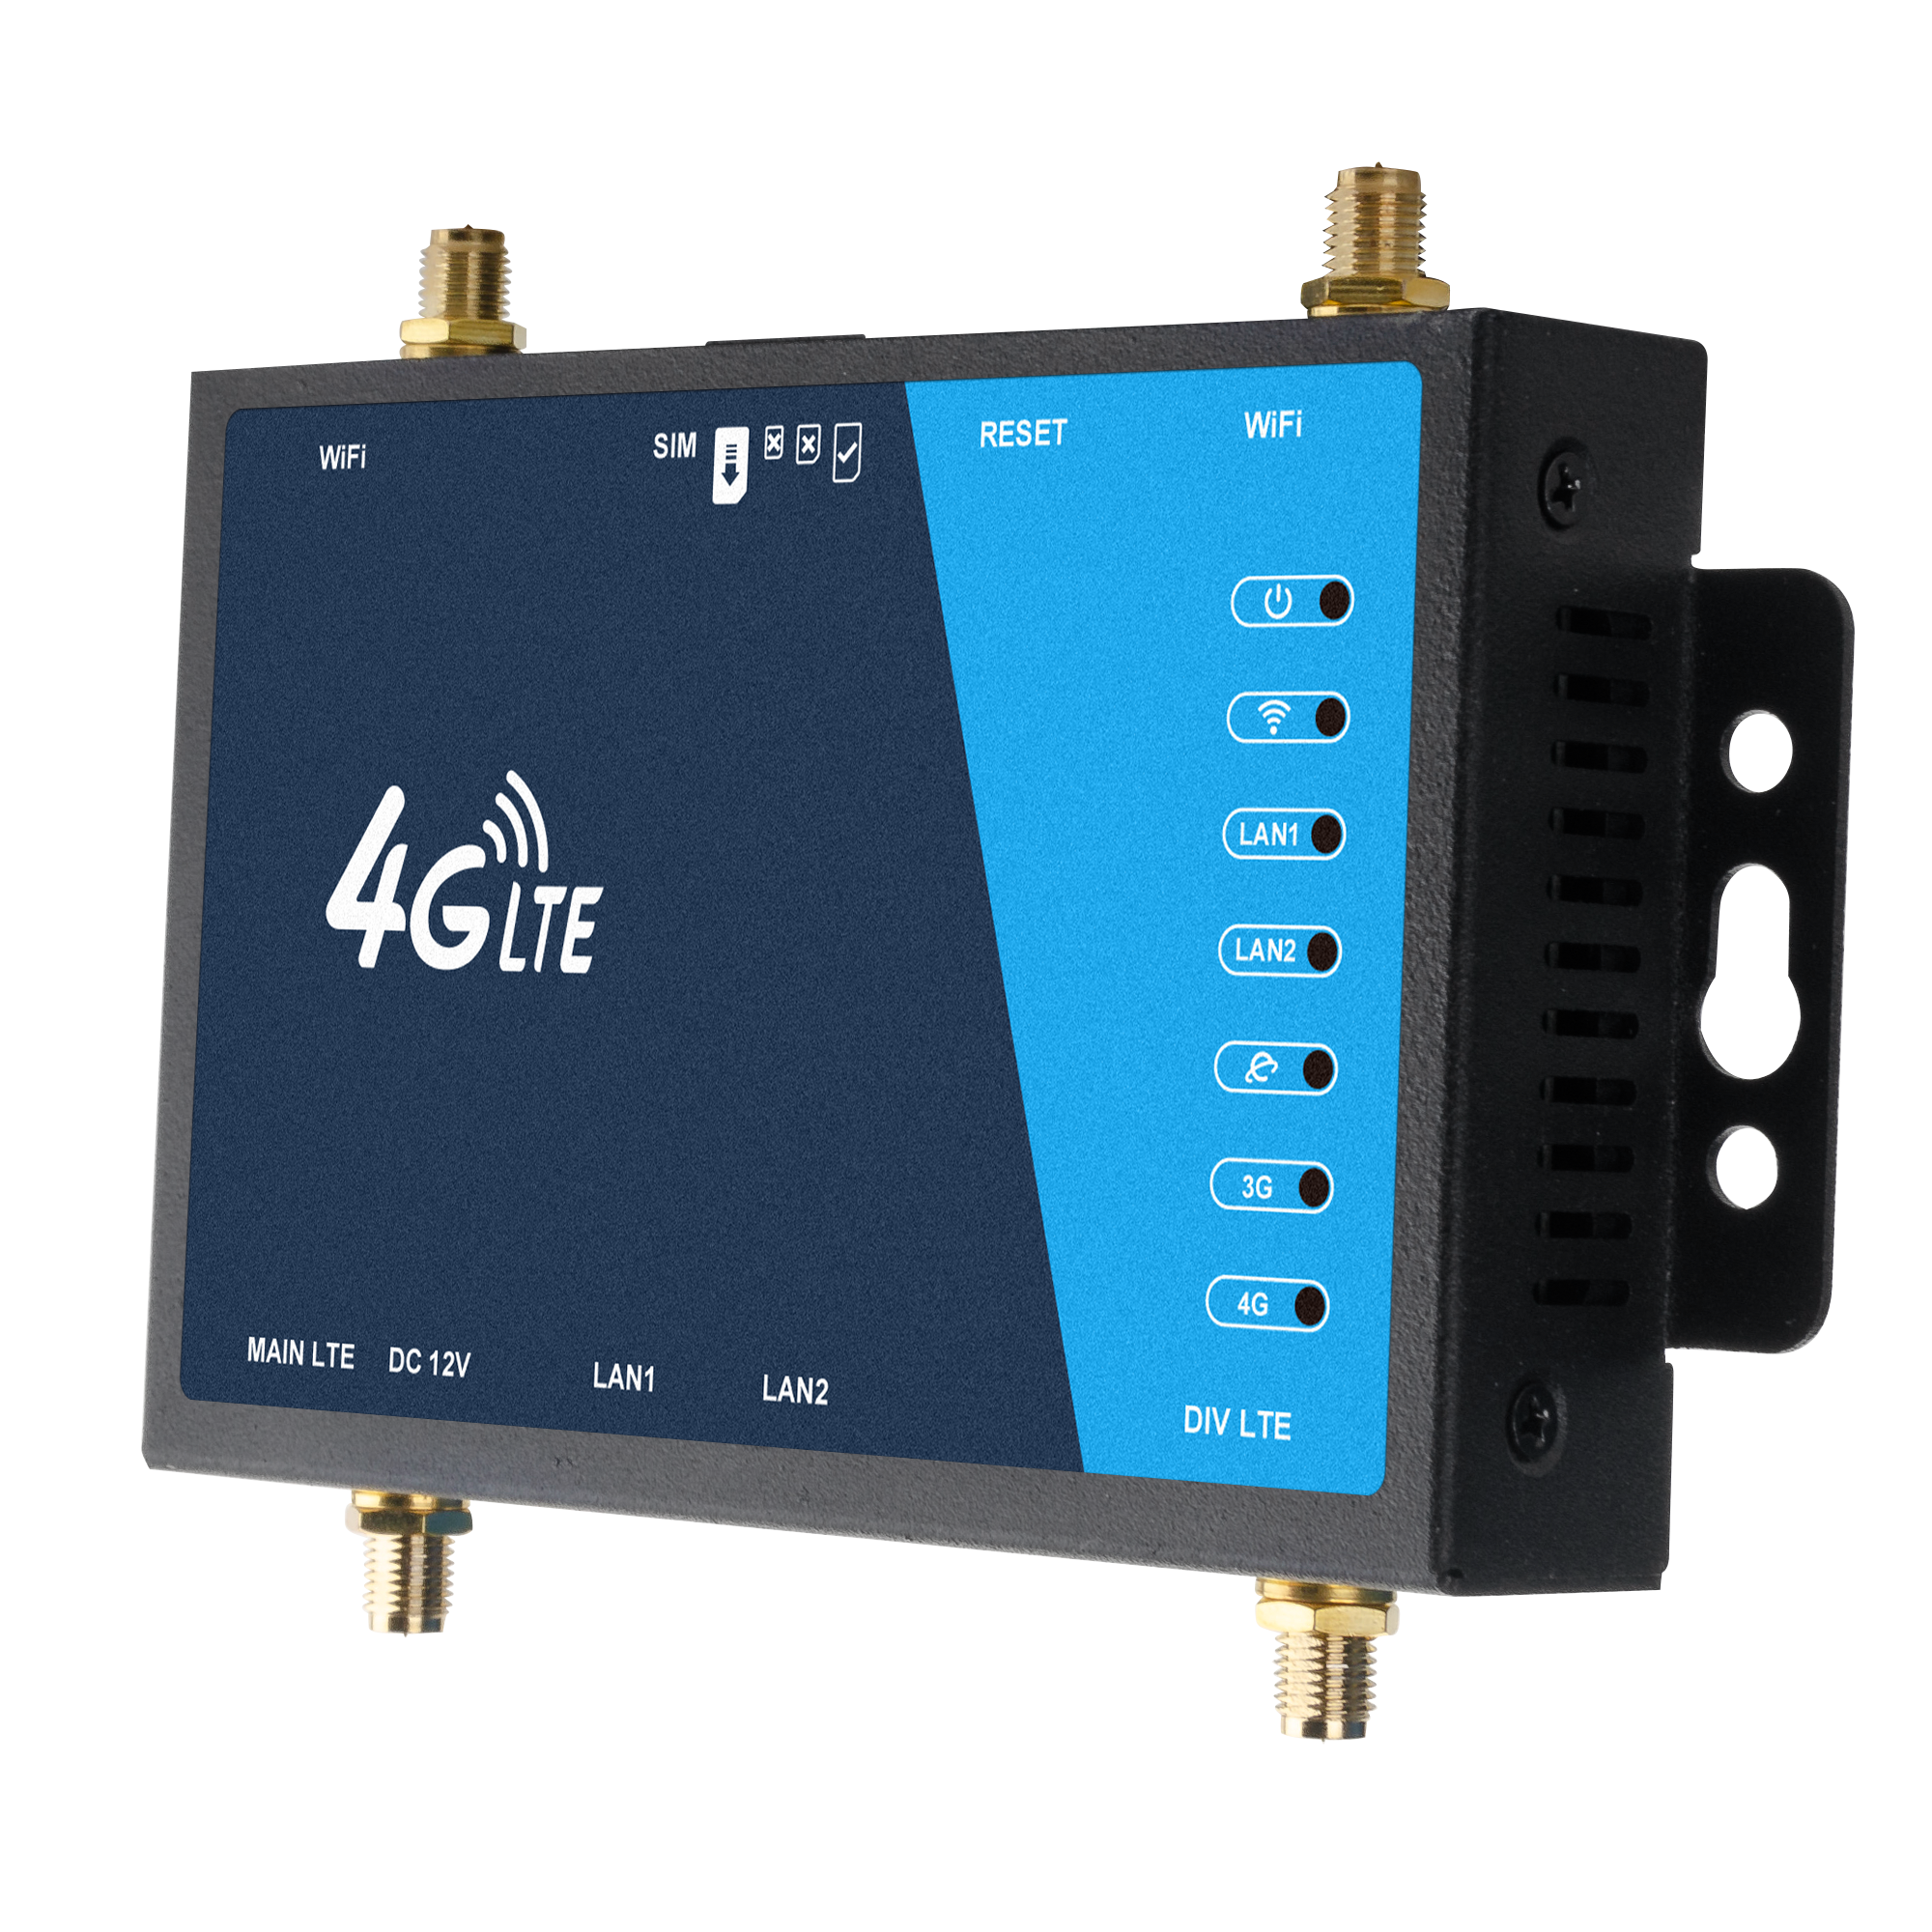 WiFi
SIM
RESET
WiFi
LAN1
LAN2
3G
4G
4G LTE
MAIN LTE
DC 12V
LAN1
LAN2
DIV LTE